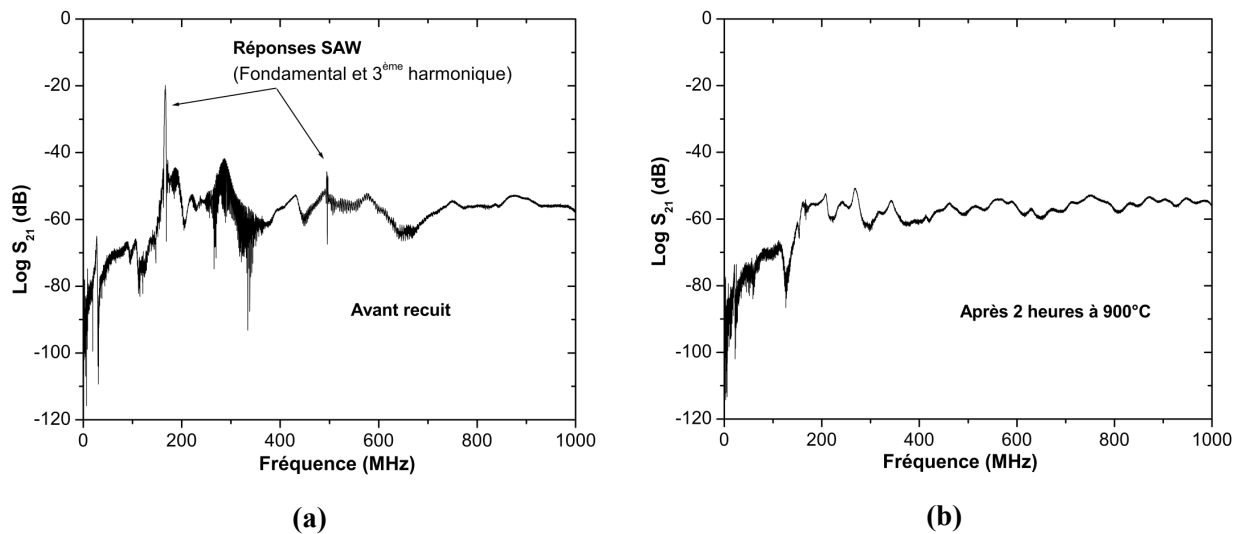 Réponses SAW
(Fondamental et 3ème harmonique)
Avant recuit
0
-20
-40
-60
-80
-100
-120
Log S21 (dB)
0 200 400 600 800 1000
Fréquence (MHz)
(a)
Après 2 heures à 900°C
0
-20
-40
-60
-80
-100
-120
Log S21 (dB)
0 200 400 600 800 1000
Fréquence (MHz)
(b)